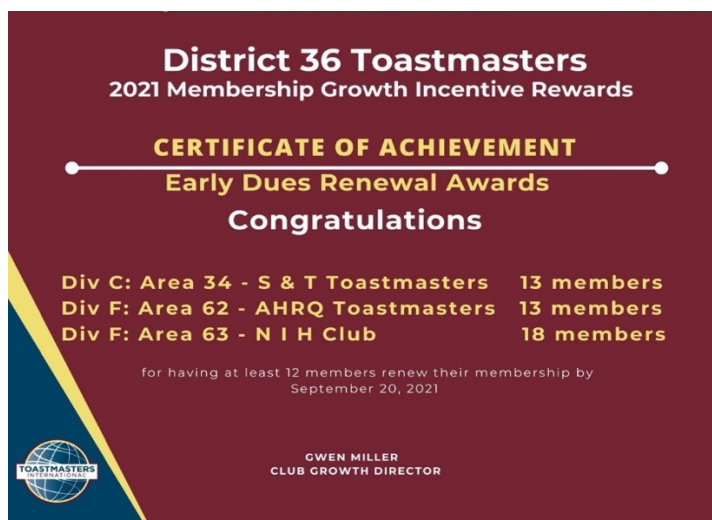 District 36 Toastmasters
2021 Membership Growth Incentive Rewards
CERTIFICATE OF ACHIEVEMENT
Early Dues Renewal Awards
Congratulations
Div C: Area 34 - S & T Toastmasters 13 members
Div F: Area 62 - AHRQ Toastmasters 13 members
Div F: Area 63 - N I H Club 18 members
for having at least 12 members renew their membership by
September 20, 2021
GWEN MILLER
CLUB GROWTH DIRECTOR
TOASTMASTERS
INTERNATIONAL